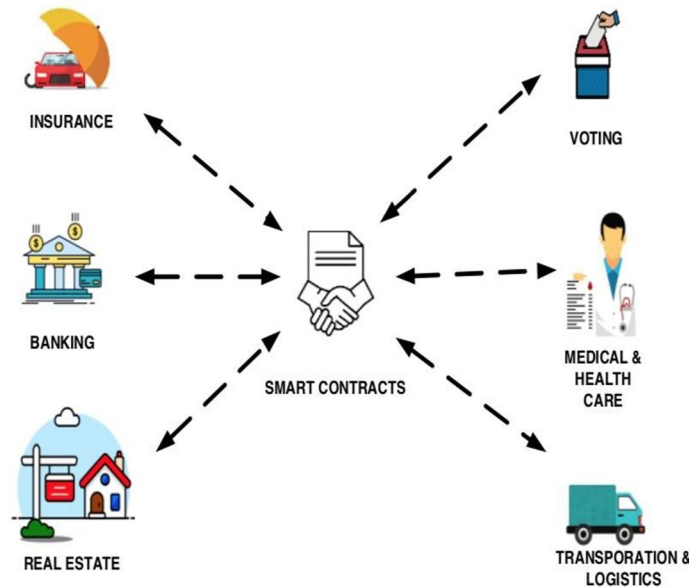 INSURANCE
VOTING
BANKING
MEDICAL &
HEALTH
CARE
SMART CONTRACTS
REAL ESTATE
TRANSPORATION &
LOGISTICS